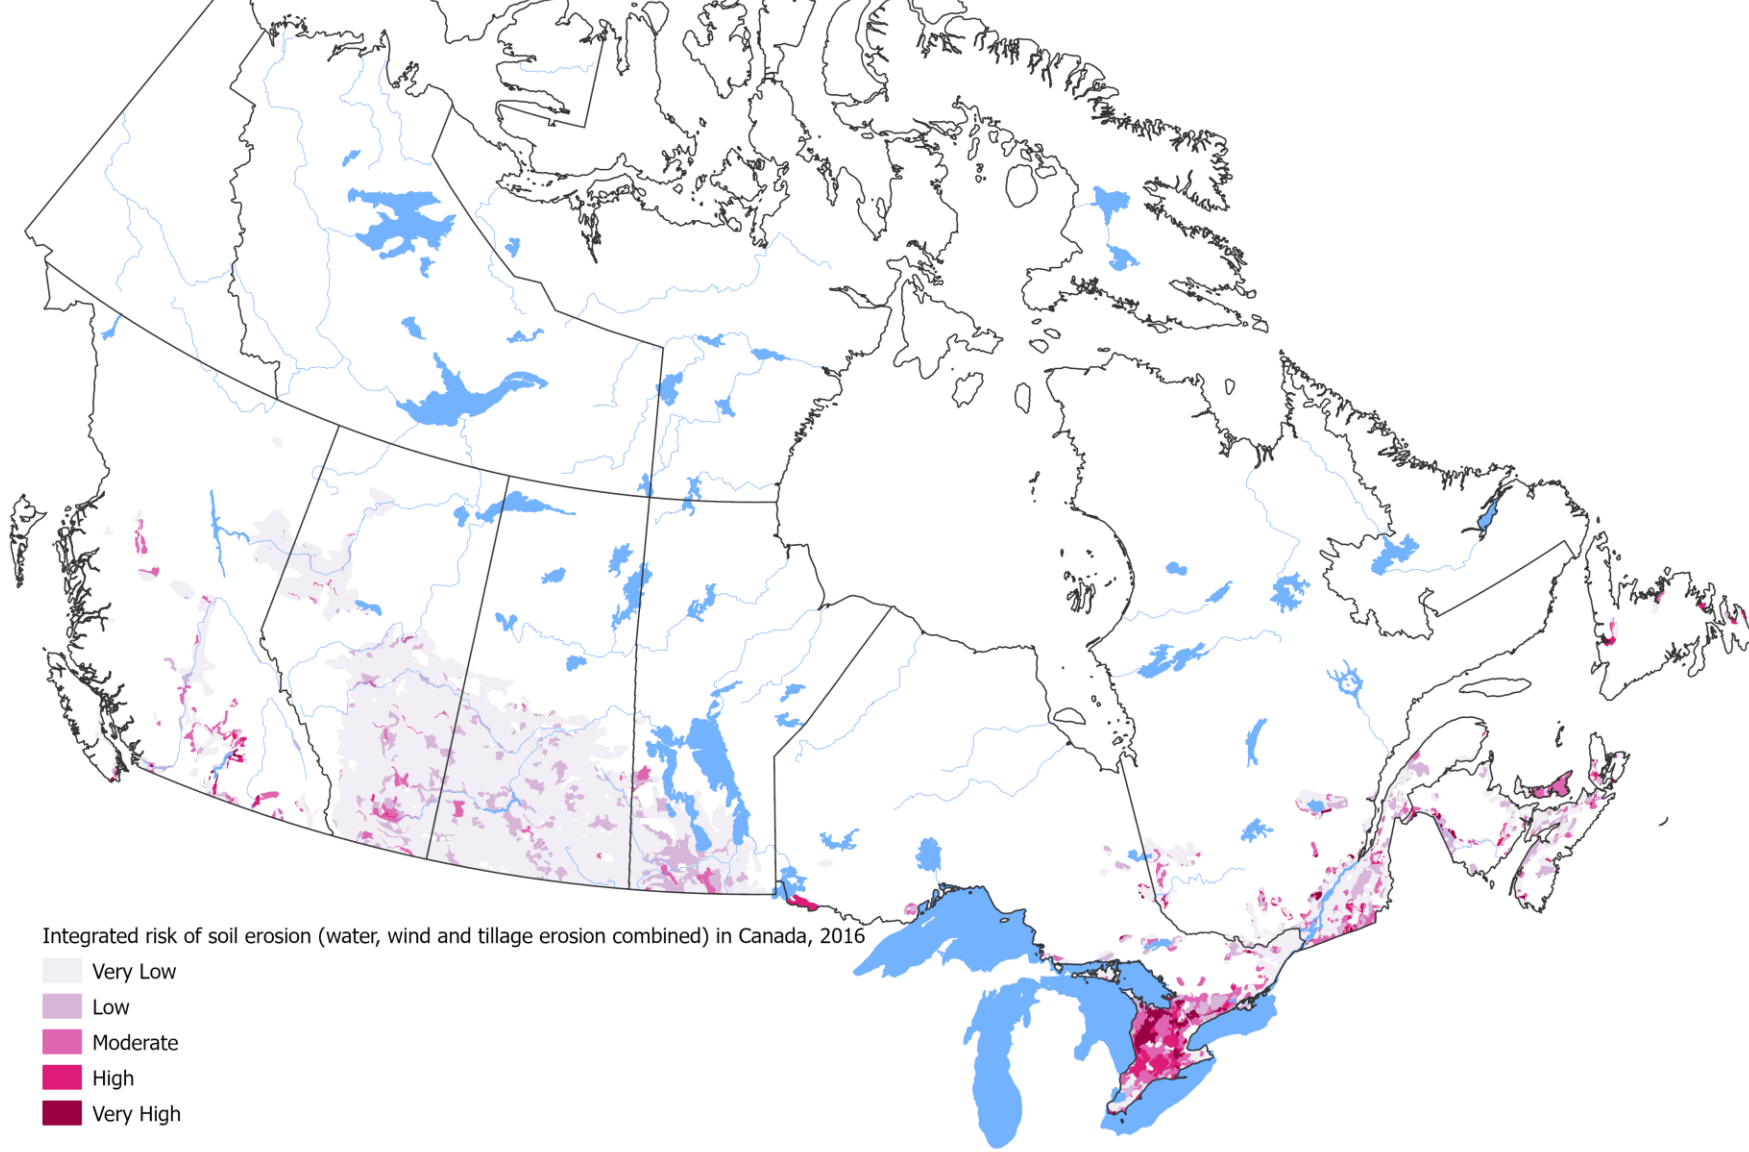 Integrated risk of soil erosion (water, wind and tillage erosion combined) in Canada, 2016
Very Low
Low
Moderate
High
Very High